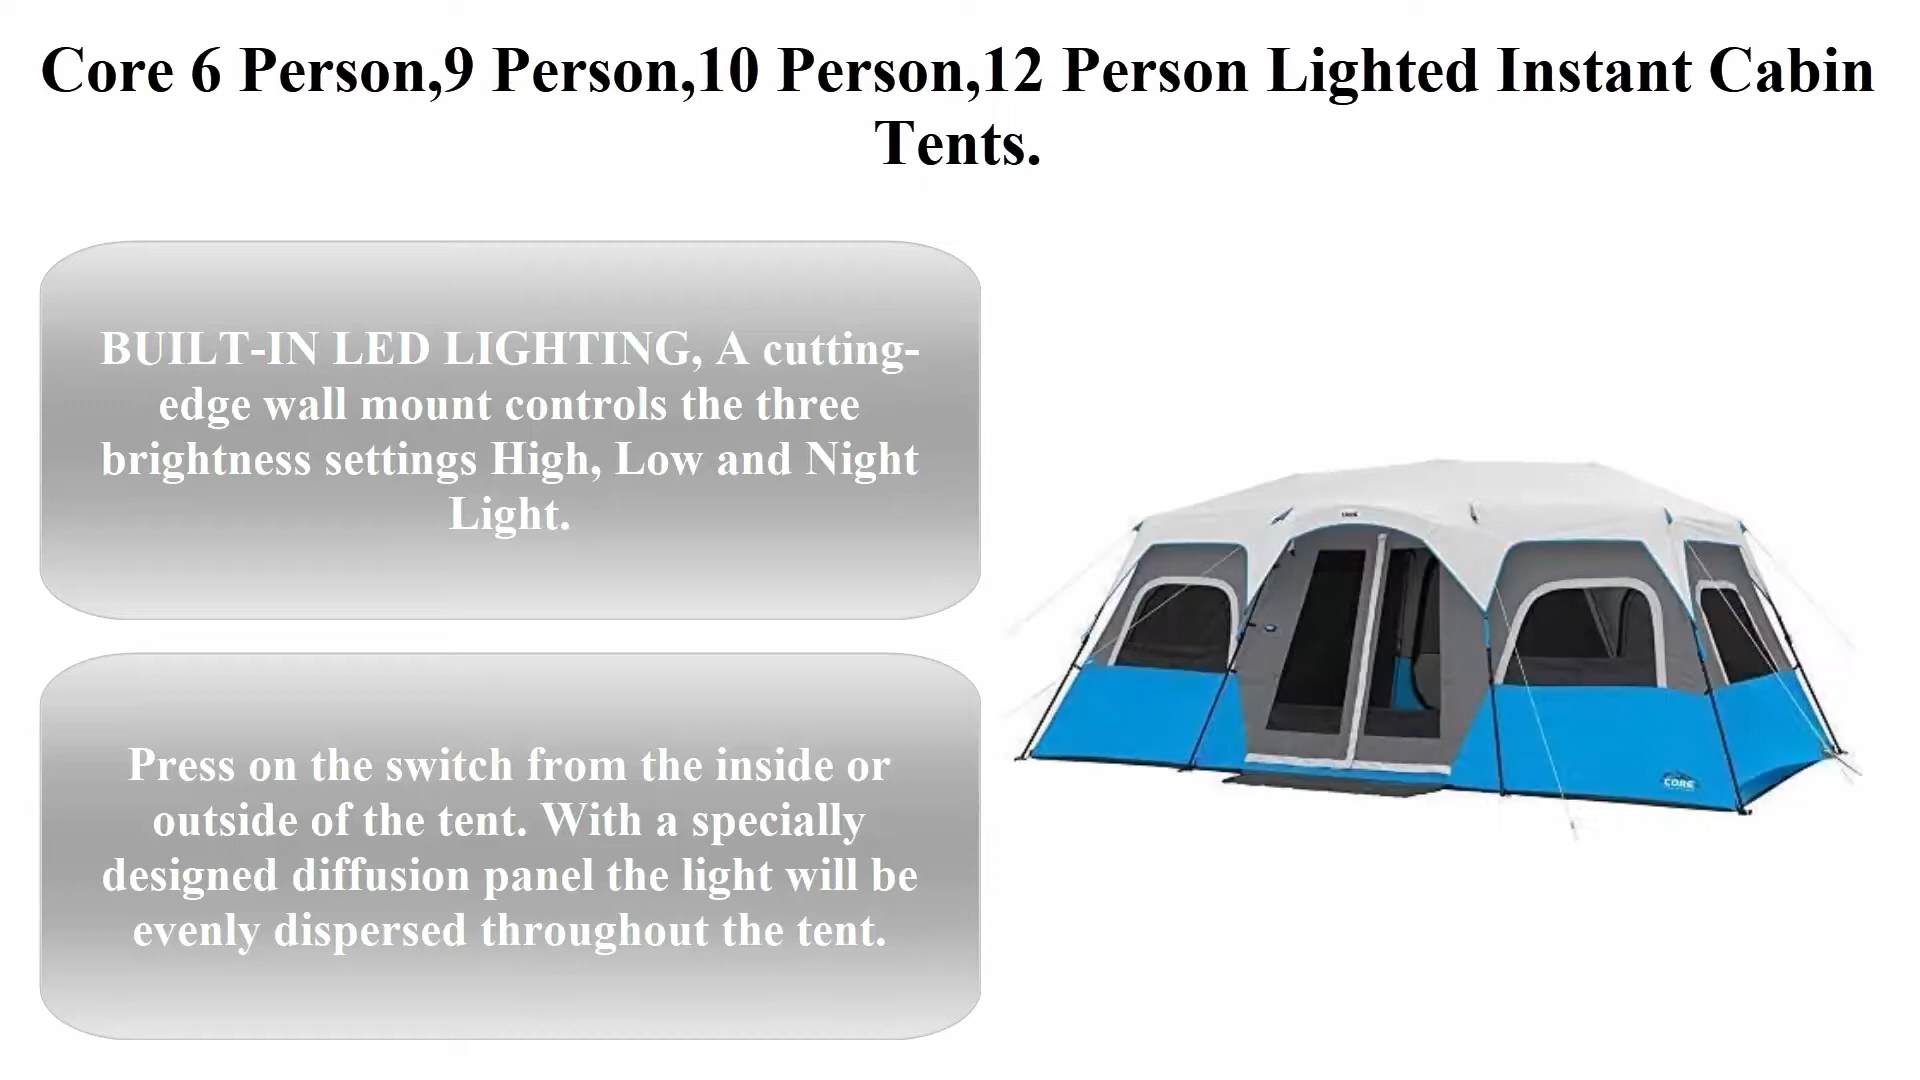 Core 6 Person,9 Person,10 Person,12 Person Lighted Instant Cabin
Tents.
BUILT-IN LED LIGHTING, A cutting-
edge wall mount controls the three
brightness settings High, Low and Night
Light.
Press on the switch from the inside or
outside of the tent. With a specially
designed diffusion panel the light will be
evenly dispersed throughout the tent.
CORE
CORE